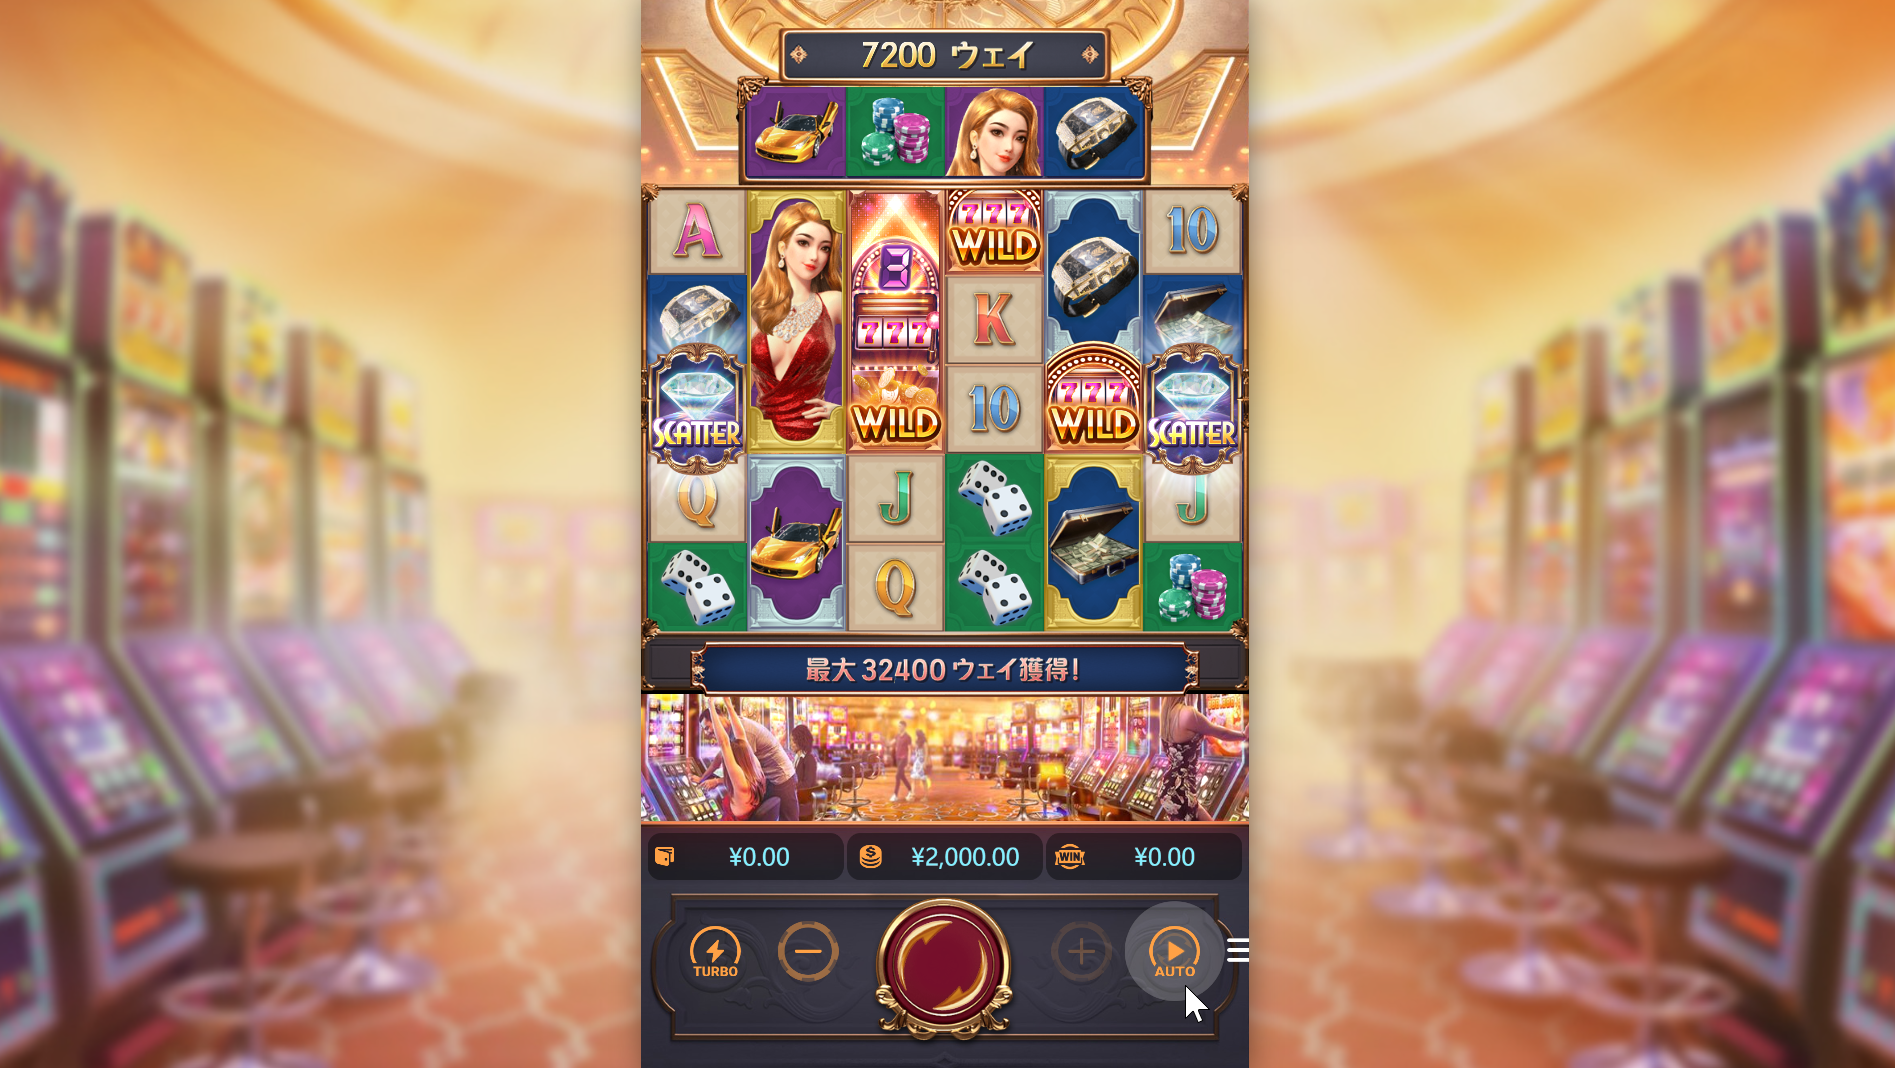 7200 ウェイ
A
777
WILD
10
3
777
K
WILD
10
777
WILD
SCATTER
SCATTER
Q
J
J
Q
最大 32400 ウェイ獲得!
¥0.00
¥2,000.00
WIN
¥0.00
TURBO
AUTO